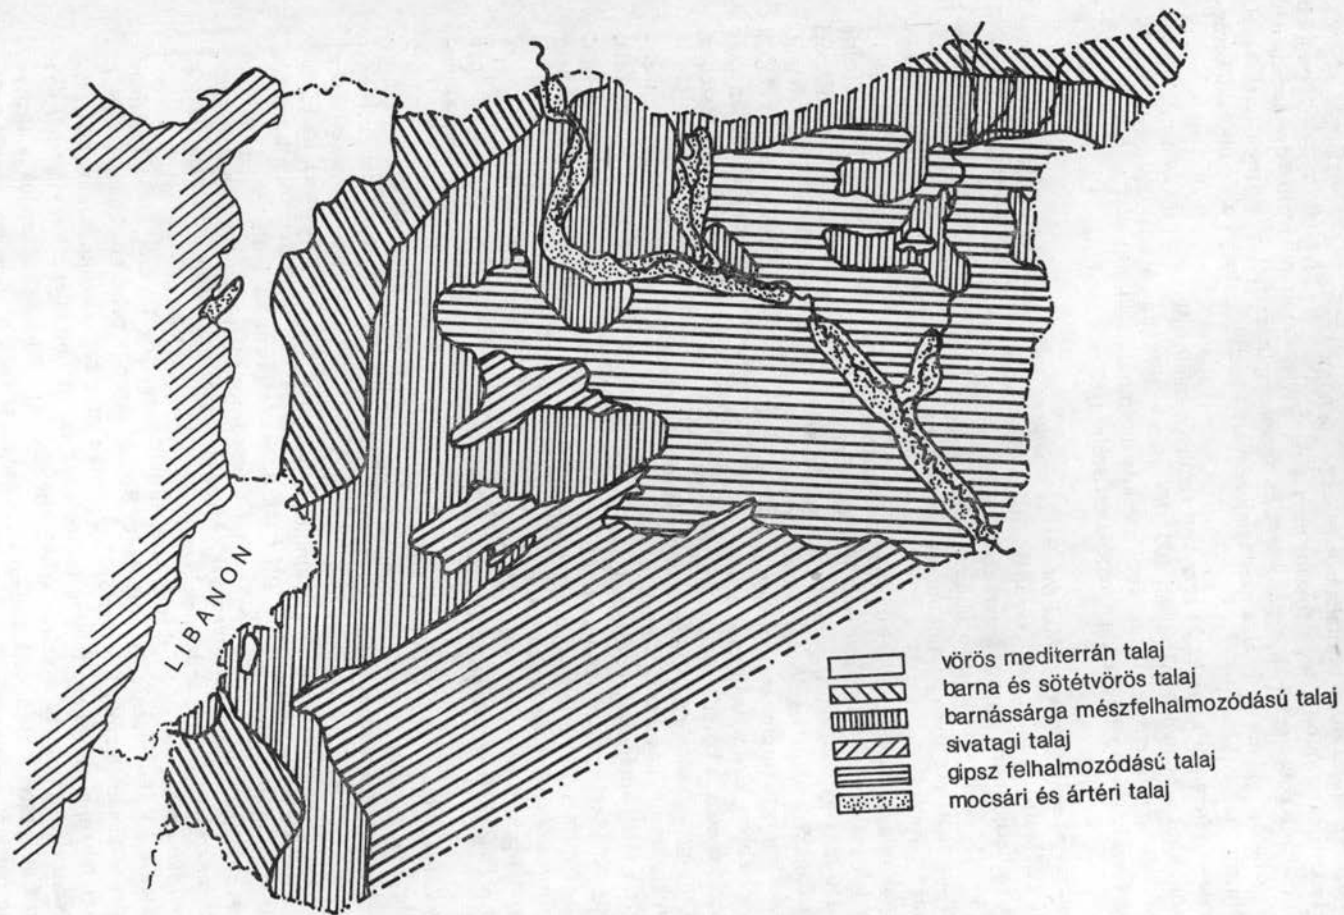 LIBANON
vörös mediterrán talaj
barna és sötétvörös talaj
barnássárga mészfelhalmozódású talaj
sivatagi talaj
gipsz felhalmozódású talaj
mocsári és ártéri talaj